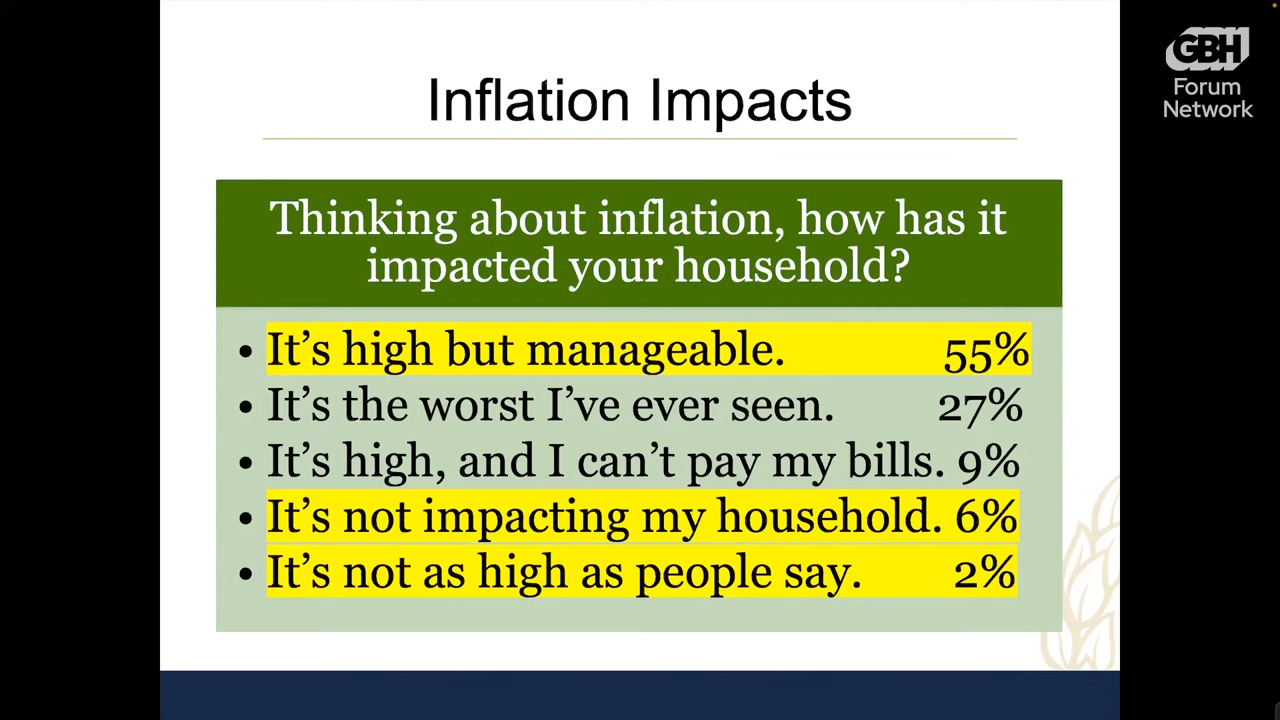 GBH
Forum
Network
Inflation Impacts
Thinking about inflation, how has it
impacted your household?
• It’s high but manageable. 55%
• It’s the worst I’ve ever seen. 27%
• It’s high, and I can’t pay my bills. 9%
• It’s not impacting my household. 6%
• It’s not as high as people say. 2%